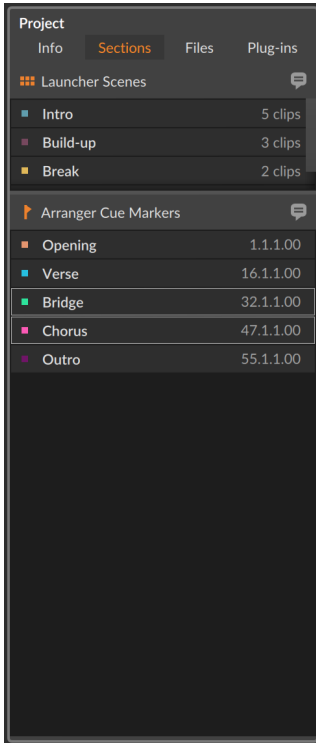 Project
Info Sections Files Plug-ins
Launcher Scenes
Intro 5 clips
Build-up 3 clips
Break 2 clips
Arranger Cue Markers
Opening 1.1.1.00
Verse 16.1.1.00
Bridge 32.1.1.00
Chorus 47.1.1.00
Outro 55.1.1.00